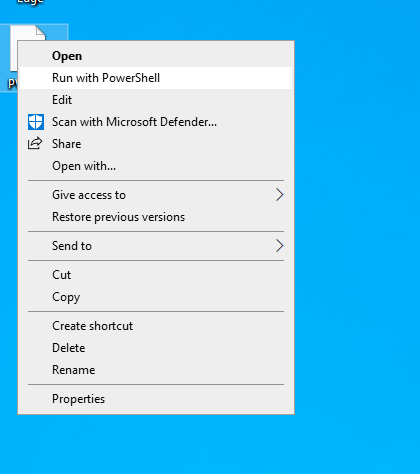 Edge
Open
Run with PowerShell
Edit
Scan with Microsoft Defender...
Share
Open with...
Give access to
Restore previous versions
Send to
Cut
Copy
Create shortcut
Delete
Rename
Properties